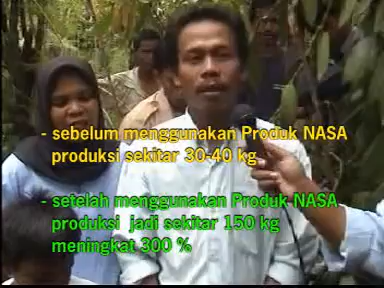 - sebelum menggunakan Produk NASA
produksi sekitar 30-40 kg
- setelah menggunakan Produk NASA
produksi jadi sekitar 150 kg
meningkat 300 %